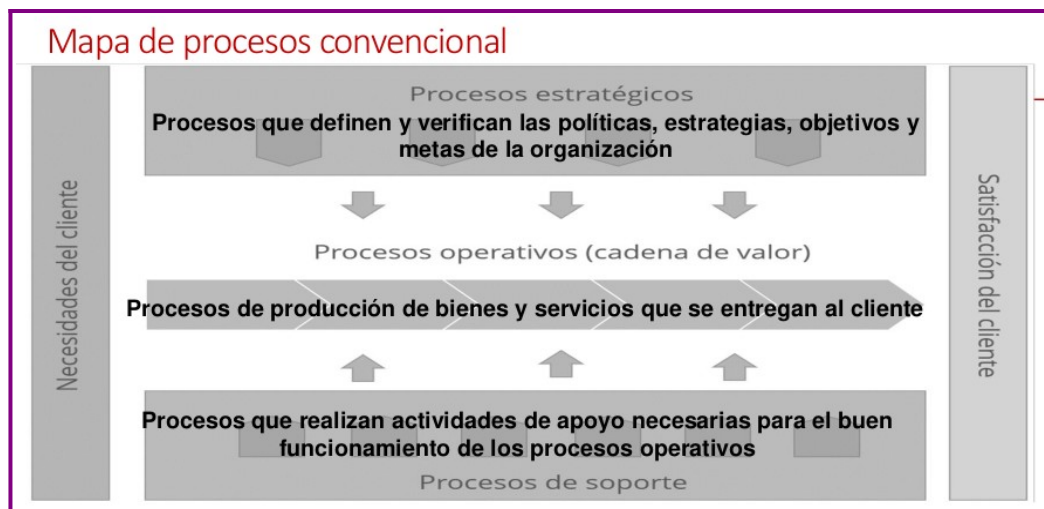 Mapa de procesos convencional
Necesidades del cliente
Procesos estratégicos
Procesos que definen y verifican las políticas, estrategias, objetivos y
metas de la organización
Procesos operativos (cadena de valor)
Procesos de producción de bienes y servicios que se entregan al cliente
Procesos que realizan actividades de apoyo necesarias para el buen
funcionamiento de los procesos operativos
Procesos de soporte
Satisfacción del cliente